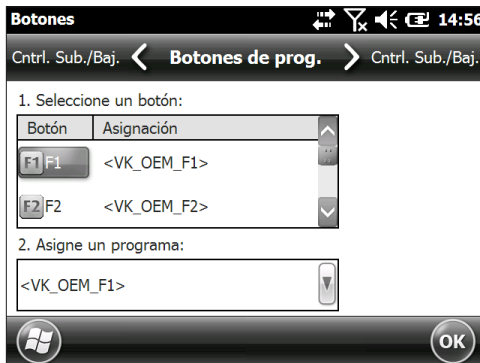 Botones 14:56
Cntrl. Sub./Baj. Botones de prog. Cntrl. Sub./Baj.
1. Seleccione un botón:
Botón Asignación
F1 F1 <VK_OEM_F1>
F2 F2 <VK_OEM_F2>
2. Asigne un programa:
<VK_OEM_F1>
OK